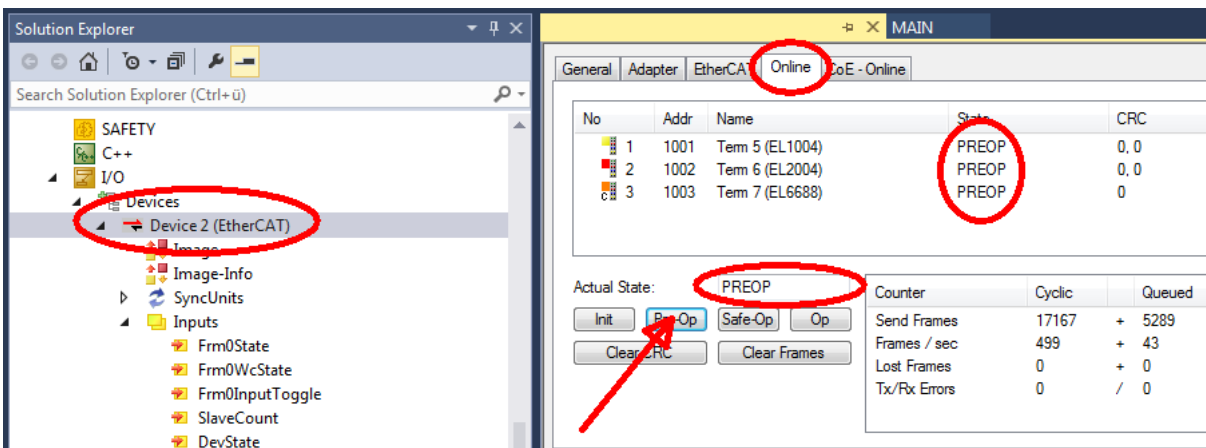 Solution Explorer
Search Solution Explorer (Ctrl+ü)
SAFETY
C++
I/O
Devices
Device 2 (EtherCAT)
Image
Image-Info
SyncUnits
Inputs
Frm0State
Frm0WcState
Frm0InputToggle
SlaveCount
DevState
MAIN
General Adapter EtherCAT Online CoE - Online
No Addr Name State CRC
1 1001 Term 5 (EL1004) PREOP 0, 0
2 1002 Term 6 (EL2004) PREOP 0, 0
c 3 1003 Term 7 (EL6688) PREOP 0
Actual State: PREOP
Init Pre-Op Safe-Op Op
Clear CRC Clear Frames
Counter Cyclic Queued
Send Frames 17167 + 5289
Frames / sec 499 + 43
Lost Frames 0 + 0
Tx/Rx Errors 0 / 0